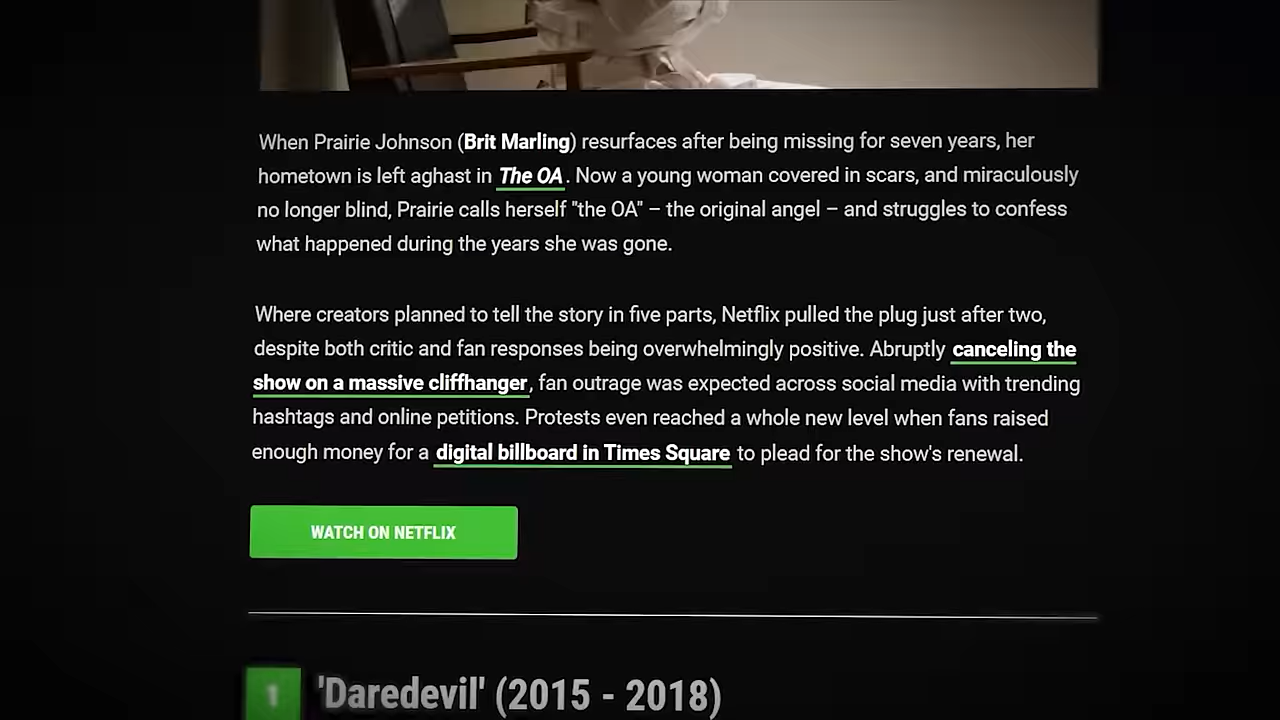 When Prairie Johnson (Brit Marling) resurfaces after being missing for seven years, her
hometown is left aghast in The OA. Now a young woman covered in scars, and miraculously
no longer blind, Prairie calls herself "the OA" – the original angel – and struggles to confess
what happened during the years she was gone.
Where creators planned to tell the story in five parts, Netflix pulled the plug just after two,
despite both critic and fan responses being overwhelmingly positive. Abruptly canceling the
show on a massive cliffhanger, fan outrage was expected across social media with trending
hashtags and online petitions. Protests even reached a whole new level when fans raised
enough money for a digital billboard in Times Square to plead for the show's renewal.
WATCH ON NETFLIX
1 'Daredevil' (2015 - 2018)